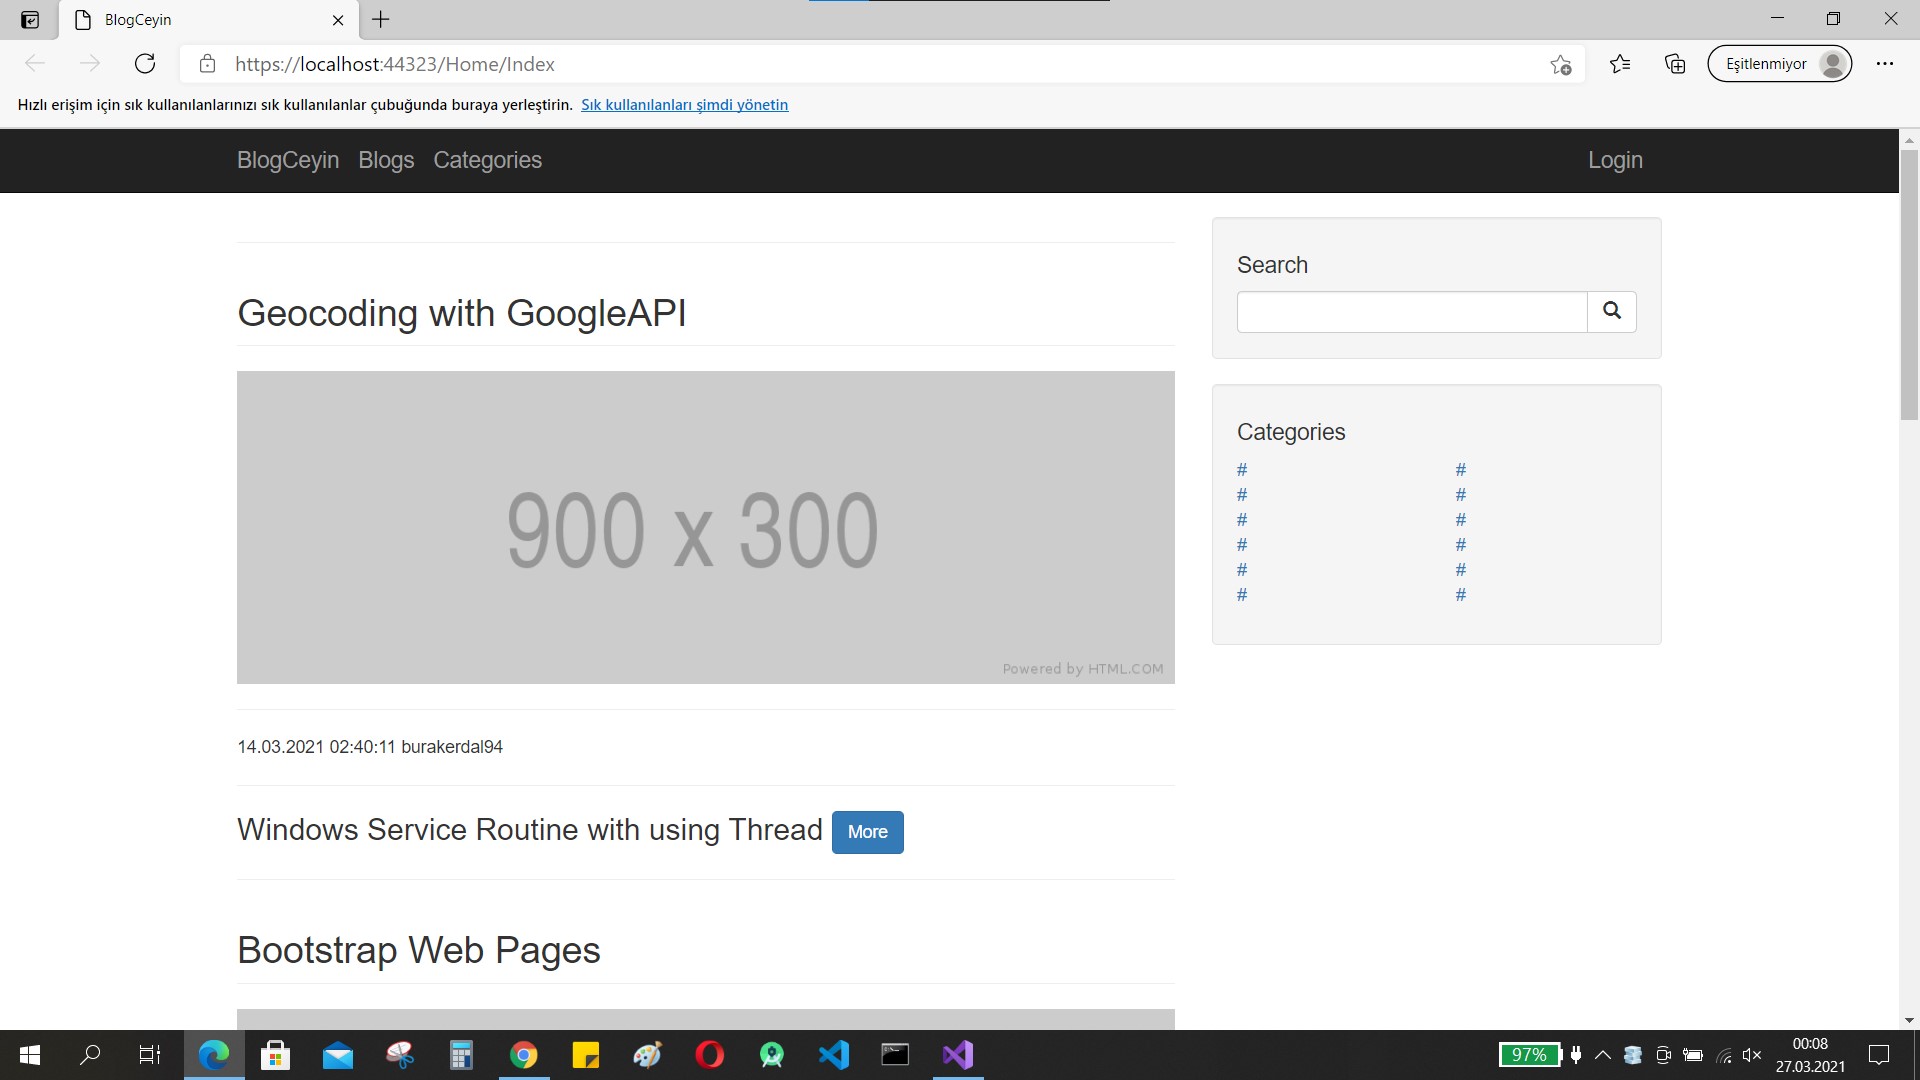 BlogCeyin
https://localhost:44323/Home/Index
Eşitlenmiyor
Hızlı erişim için sık kullanılanlarınızı sık kullanılanlar çubuğunda buraya yerleştirin. Sık kullanılanları şimdi yönetin
BlogCeyin Blogs Categories Login
Search
Geocoding with GoogleAPI
900 x 300
Powered by HTML.COM
Categories
# #
# #
# #
# #
# #
# #
14.03.2021 02:40:11 burakerdal94
Windows Service Routine with using Thread More
Bootstrap Web Pages
97%
00:08
27.03.2021